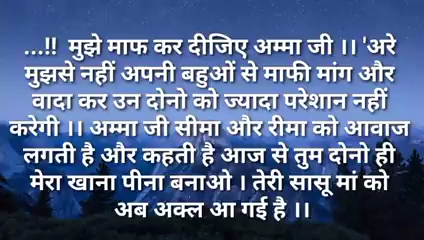 ...!!  मुझे माफ कर दीजिए अम्मा जी ।। 'अरे
मुझसे नहीं अपनी बहुओं से माफी मांग और
वादा कर उन दोनो को ज्यादा परेशान नहीं
करेगी ।। अम्मा जी सीमा और रीमा को आवाज
लगती है और कहती है आज से तुम दोनो ही
मेरा खाना पीना बनाओ । तेरी सासू मां को
अब अक्ल आ गई है ।।